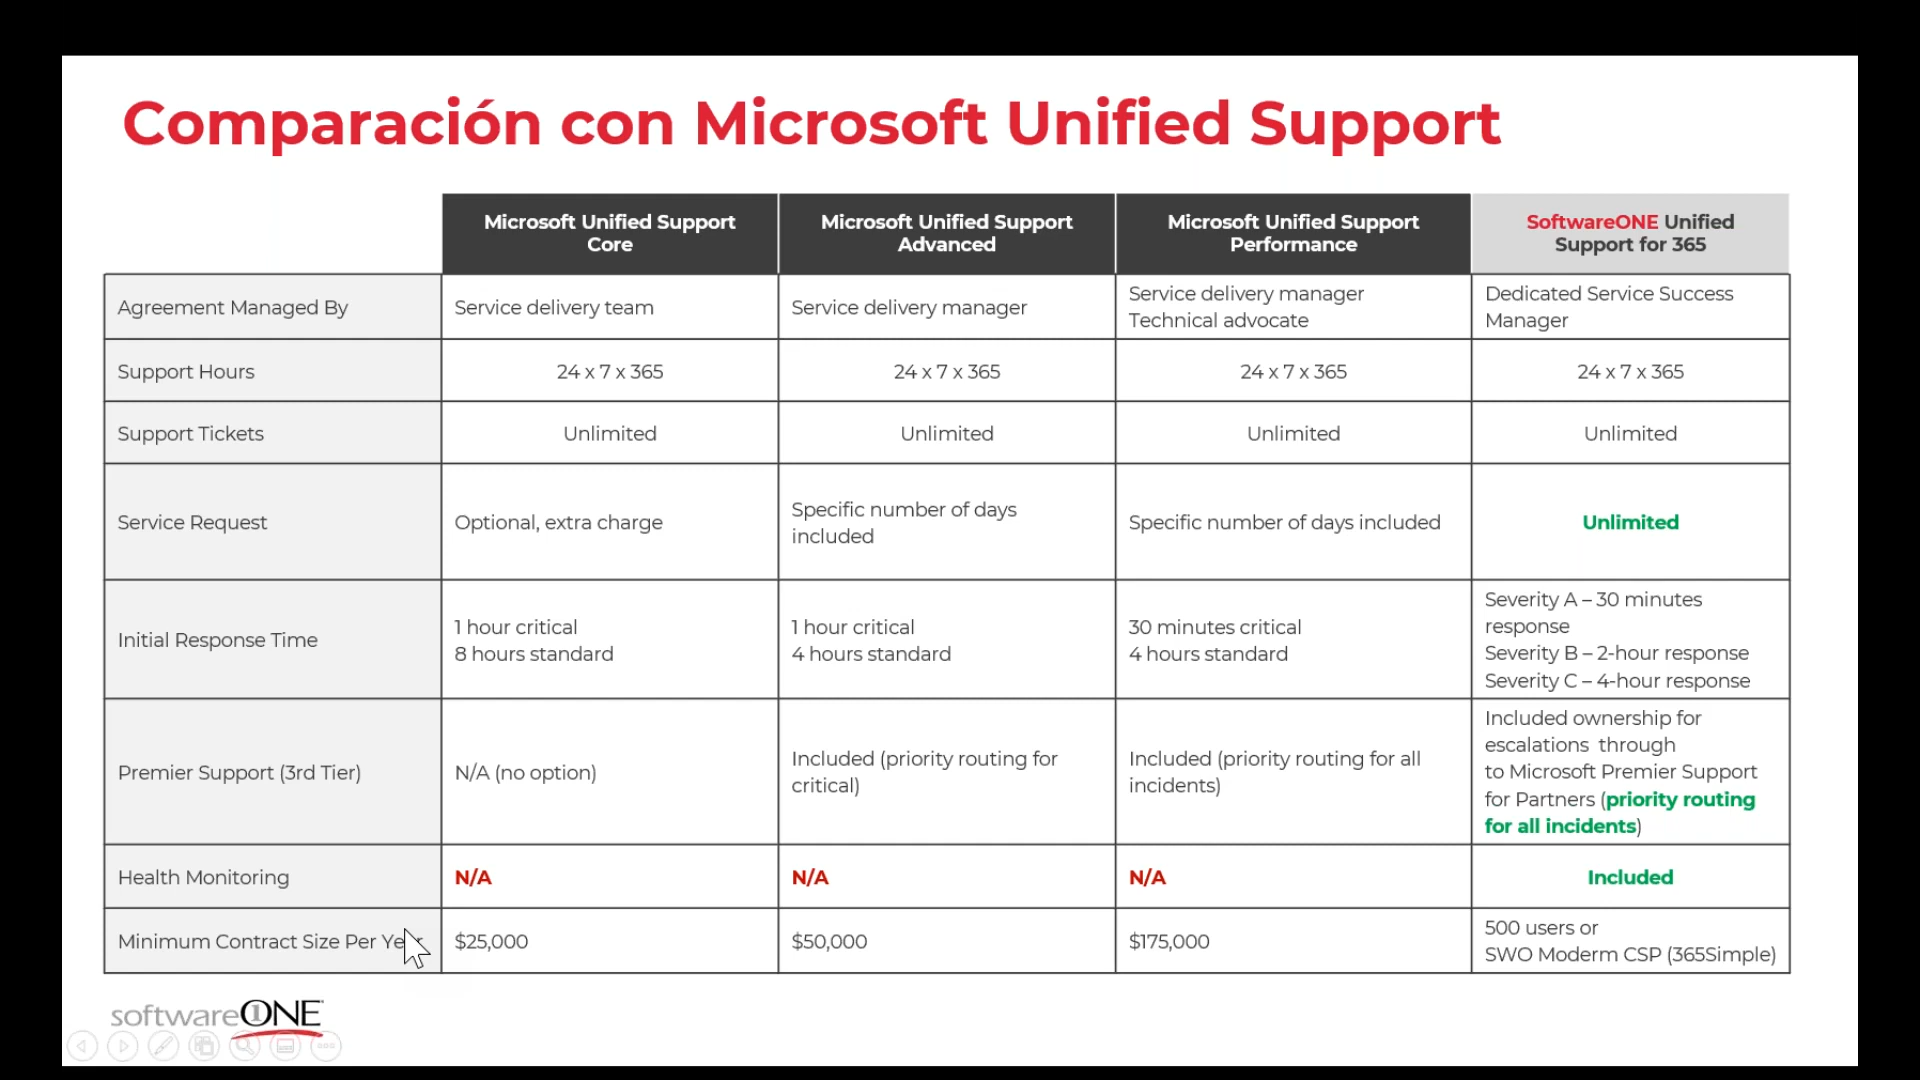 Comparación con Microsoft Unified Support
Microsoft Unified Support
Core
Microsoft Unified Support
Advanced
Microsoft Unified Support
Performance
SoftwareONE Unified
Support for 365
Agreement Managed By
Service delivery team
Service delivery manager
Service delivery manager
Technical advocate
Dedicated Service Success
Manager
Support Hours
24 x 7 x 365
24 x 7 x 365
24 x 7 x 365
24 x 7 x 365
Support Tickets
Unlimited
Unlimited
Unlimited
Unlimited
Service Request
Optional, extra charge
Specific number of days
included
Specific number of days included
Unlimited
Initial Response Time
1 hour critical
8 hours standard
1 hour critical
4 hours standard
30 minutes critical
4 hours standard
Severity A – 30 minutes
response
Severity B – 2-hour response
Severity C – 4-hour response
Premier Support (3rd Tier)
N/A (no option)
Included (priority routing for
critical)
Included (priority routing for all
incidents)
Included ownership for
escalations through
to Microsoft Premier Support
for Partners (priority routing
for all incidents)
Health Monitoring
N/A
N/A
N/A
Included
Minimum Contract Size Per Year
$25,000
$50,000
$175,000
500 users or
SWO Moderm CSP (365Simple)
softwareONE